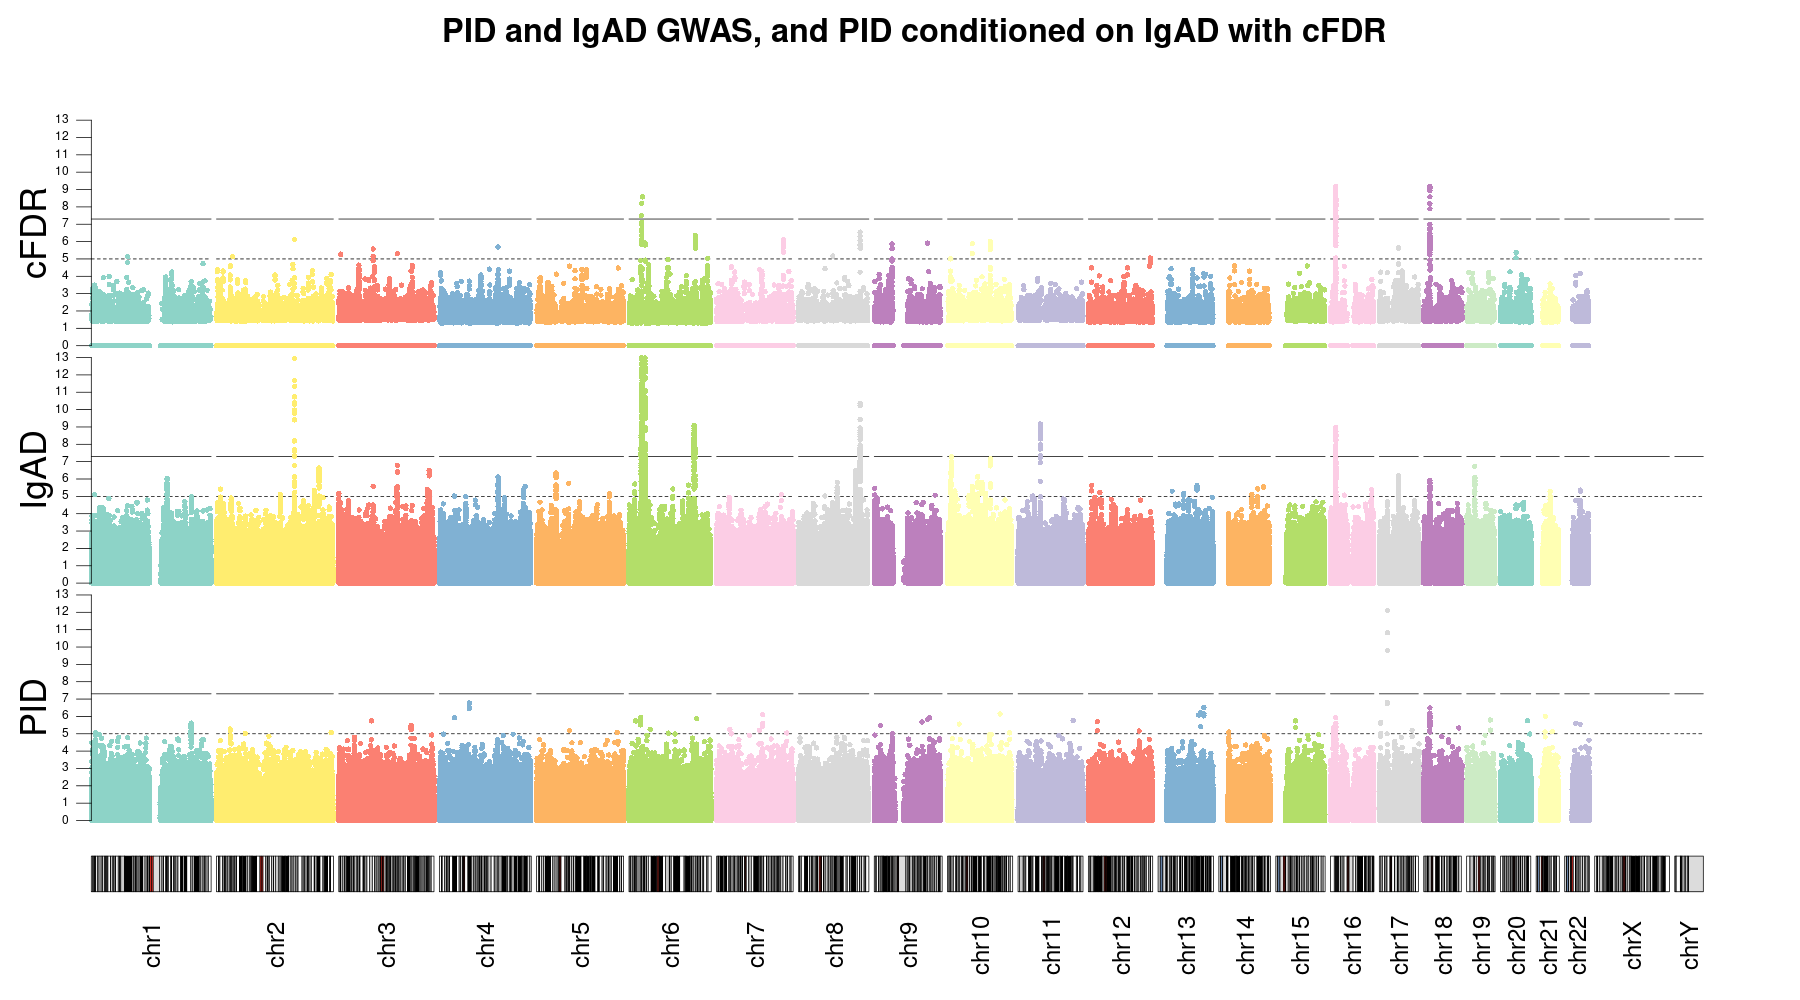 PID and IgAD GWAS, and PID conditioned on IgAD with cFDR
cFDR
13
12
11
10
9
8
7
6
5
4
3
2
1
0
IgAD
13
12
11
10
9
8
7
6
5
4
3
2
1
0
PID
13
12
11
10
9
8
7
6
5
4
3
2
1
0
chr1
chr2
chr3
chr4
chr5
chr6
chr7
chr8
chr9
chr10
chr11
chr12
chr13
chr14
chr15
chr16
chr17
chr18
chr19
chr20
chr21
chr22
chrX
chrY